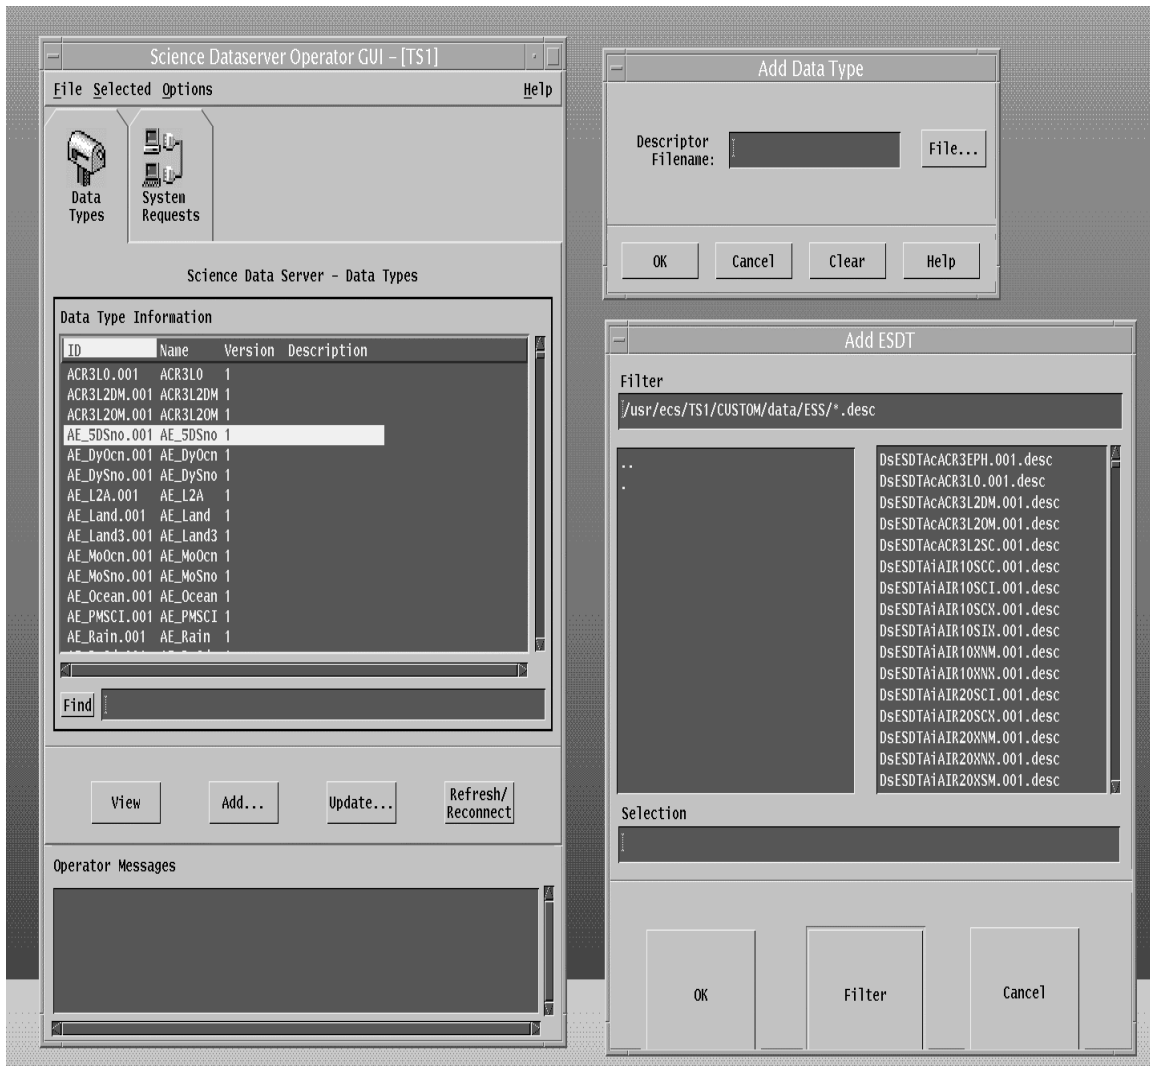 Science Dataserver Operator GUI – [TS1]
File Selected Options Help
Data
Types
System
Requests
Science Data Server – Data Types
Data Type Information
ID Name Version Description
ACR3L0.001 ACR3L0 1
ACR3L2DM.001 ACR3L2DM 1
ACR3L2OM.001 ACR3L2OM 1
AE_5DSno.001 AE_5DSno 1
AE_DyOcn.001 AE_DyOcn 1
AE_DySno.001 AE_DySno 1
AE_L2A.001 AE_L2A 1
AE_Land.001 AE_Land 1
AE_Land3.001 AE_Land3 1
AE_MoOcn.001 AE_MoOcn 1
AE_MoSno.001 AE_MoSno 1
AE_Ocean.001 AE_Ocean 1
AE_PMSCI.001 AE_PMSCI 1
AE_Rain.001 AE_Rain 1
Find
View Add... Update... Refresh/
Reconnect
Operator Messages
Add Data Type
Descriptor
Filename:
File...
OK Cancel Clear Help
Add ESDT
Filter
/usr/ecs/TS1/CUSTOM/data/ESS/*.desc
..
.
DsESDTAcACR3EPH.001.desc
DsESDTAcACR3L0.001.desc
DsESDTAcACR3L2DM.001.desc
DsESDTAcACR3L2OM.001.desc
DsESDTAcACR3L2SC.001.desc
DsESDTAiAIR10SCC.001.desc
DsESDTAiAIR10SCI.001.desc
DsESDTAiAIR10SCX.001.desc
DsESDTAiAIR10SIX.001.desc
DsESDTAiAIR10XNM.001.desc
DsESDTAiAIR10XNX.001.desc
DsESDTAiAIR20SCI.001.desc
DsESDTAiAIR20SCX.001.desc
DsESDTAiAIR20XNM.001.desc
DsESDTAiAIR20XNX.001.desc
DsESDTAiAIR20XSM.001.desc
Selection
OK Filter Cancel